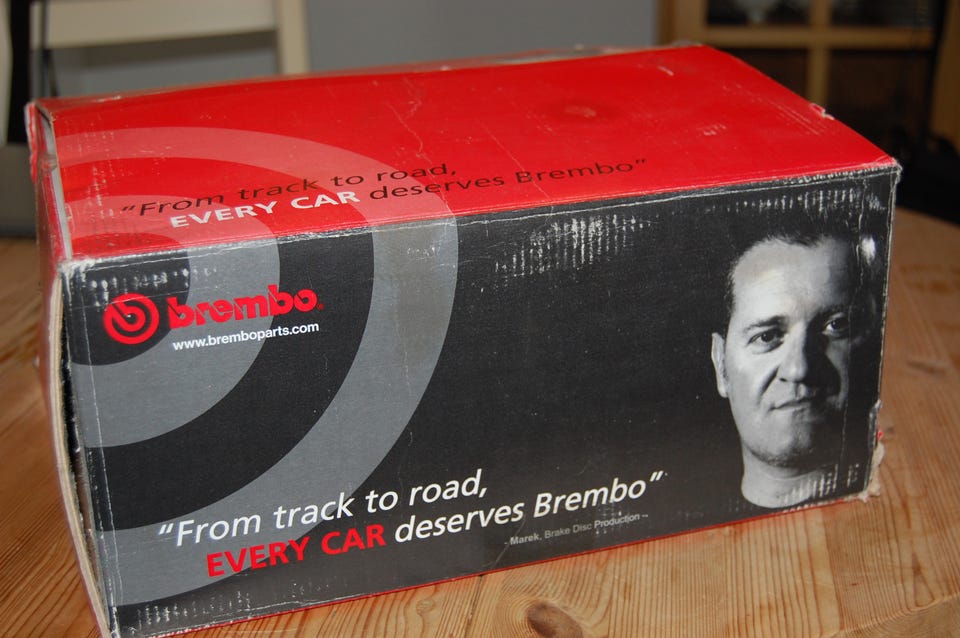 “From track to road,
EVERY CAR deserves Brembo”
brembo
www.bremboparts.com
“From track to road,
EVERY CAR deserves Brembo”
- Marek, Brake Disc Production -